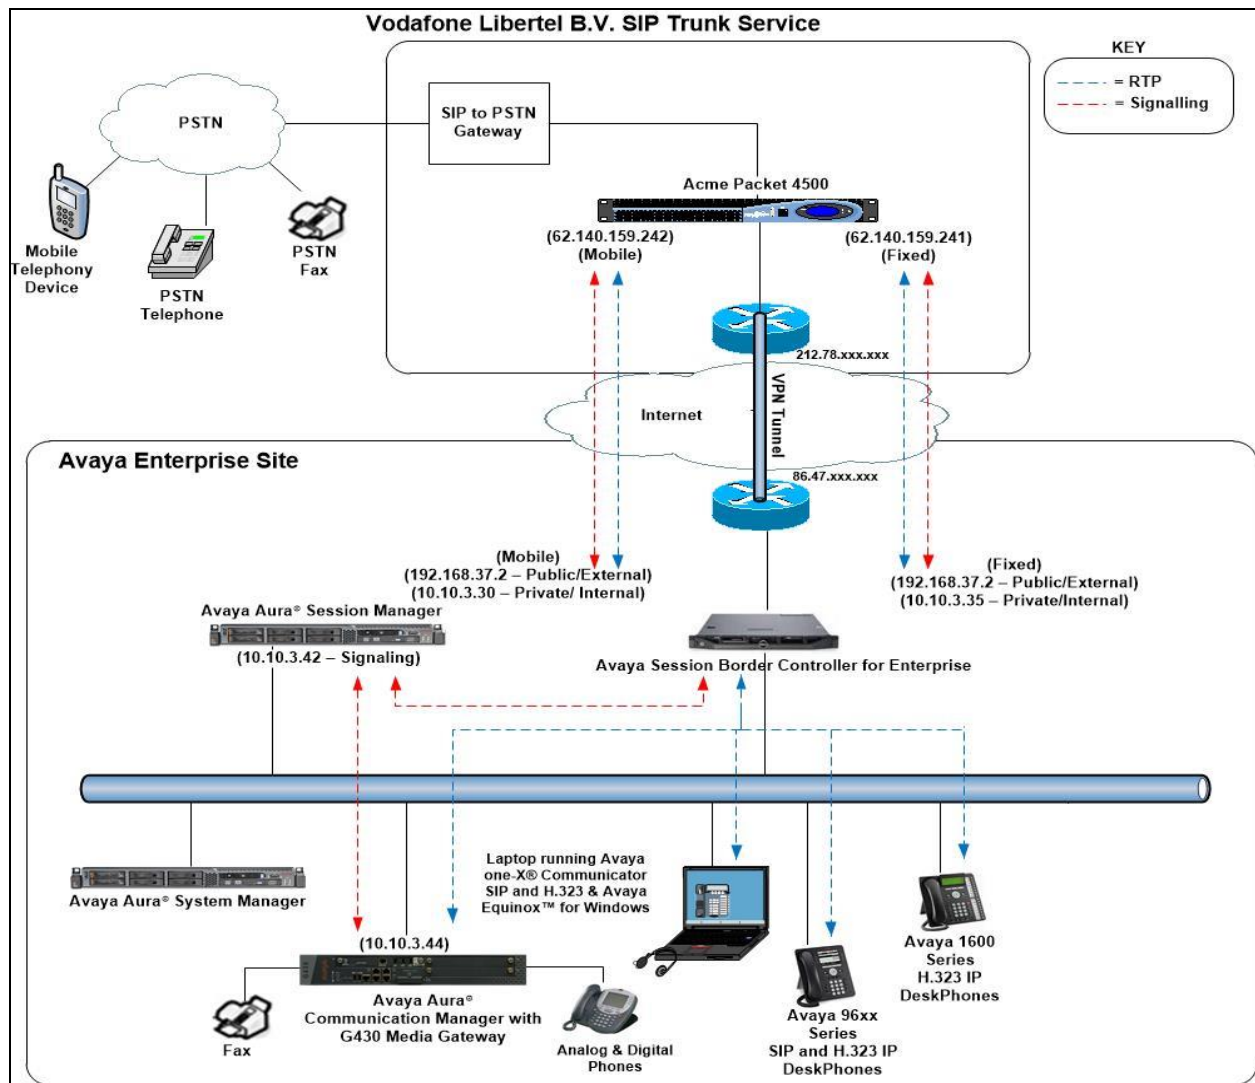 Vodafone Libertel B.V. SIP Trunk Service
KEY
= RTP
= Signalling
SIP to PSTN
Gateway
PSTN
Acme Packet 4500
(62.140.159.242)
(Mobile)
(62.140.159.241)
(Fixed)
Mobile
Telephony
Device
PSTN
Telephone
PSTN
Fax
212.78.xxx.xxx
VPN Tunnel
Internet
86.47.xxx.xxx
Avaya Enterprise Site
(Mobile)
(192.168.37.2 – Public/External)
(10.10.3.30 – Private/ Internal)
(Fixed)
(192.168.37.2 – Public/External)
(10.10.3.35 – Private/Internal)
Avaya Aura® Session Manager
(10.10.3.42 – Signaling)
Avaya Session Border Controller for Enterprise
Avaya Aura® System Manager
Laptop running Avaya
one-X® Communicator
SIP and H.323 & Avaya
Equinox™ for Windows
(10.10.3.44)
Avaya Aura®
Communication Manager with
G430 Media Gateway
Fax
Analog & Digital
Phones
Avaya 96xx
Series
SIP and H.323 IP
DeskPhones
Avaya 1600
Series
H.323 IP
DeskPhones